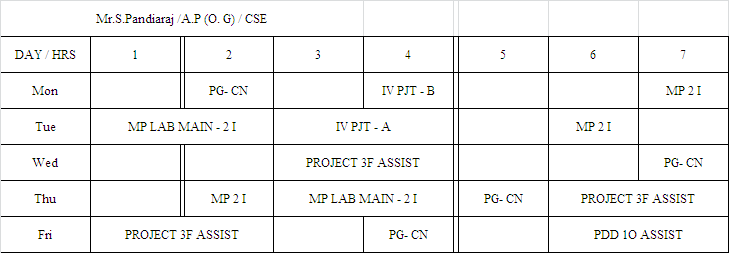 Mr.S.Pandiaraj /A.P (O. G) / CSE
DAY / HRS 1 2 3 4 5 6 7
Mon PG- CN IV PJT - B MP 2 I
Tue MP LAB MAIN - 2 I IV PJT - A MP 2 I
Wed PROJECT 3F ASSIST PG- CN
Thu MP 2 I MP LAB MAIN - 2 I PG- CN PROJECT 3F ASSIST
Fri PROJECT 3F ASSIST PG- CN PDD 1O ASSIST